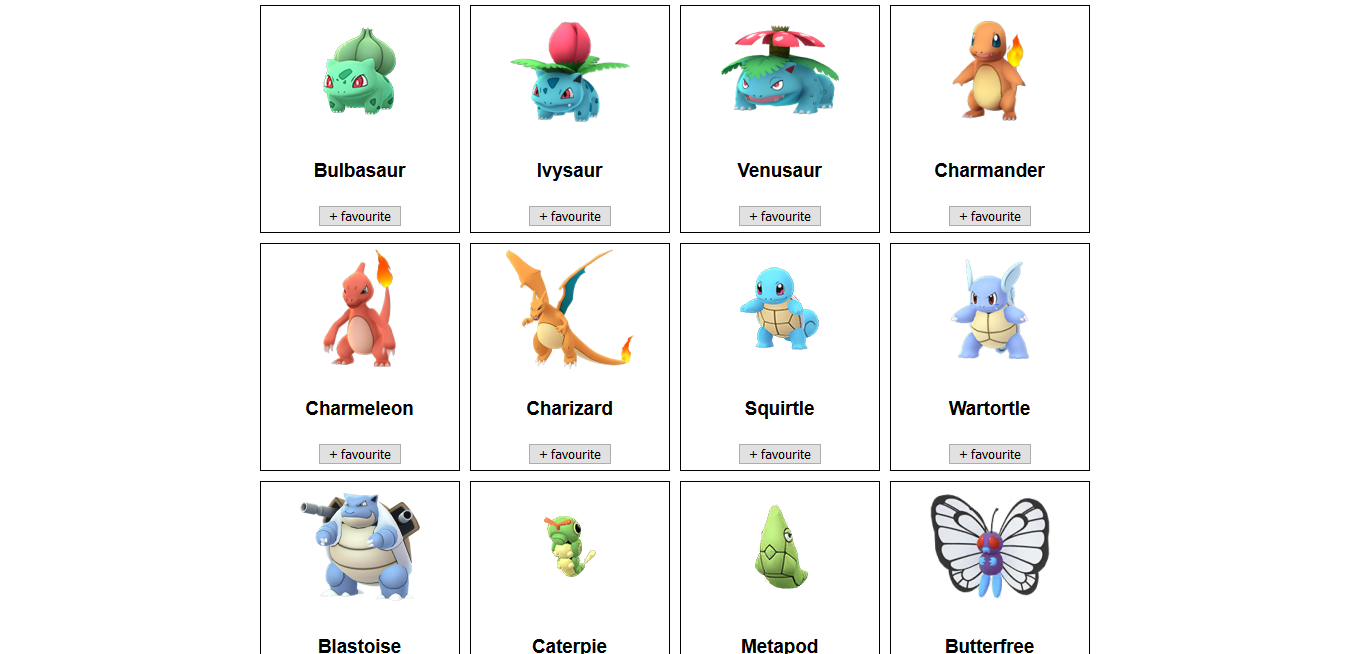 Bulbasaur Ivysaur Venusaur Charmander
+ favourite + favourite + favourite + favourite
Charmeleon Charizard Squirtle Wartortle
+ favourite + favourite + favourite + favourite
Blastoise Caterpie Metapod Butterfree